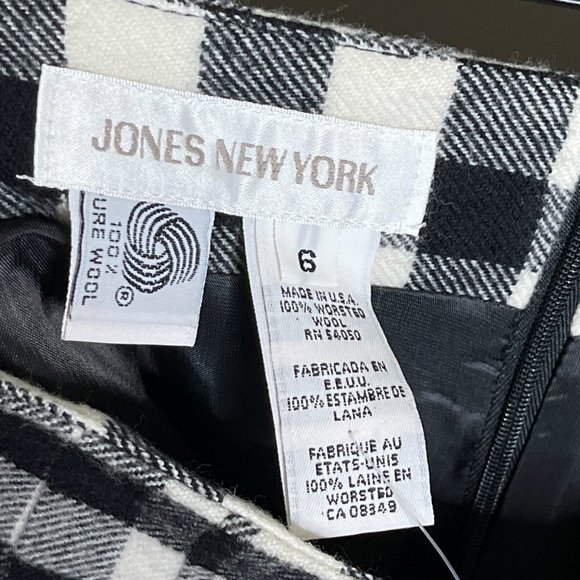 JONES NEW YORK
100%
URE WOOL
®
6
MADE IN U.S.A.
100% WORSTED
WOOL
RN 54050
FABRICADA EN
E.E.U.U.
100% ESTAMBRE DE
LANA
FABRIQUE AU
ETATS-UNIS
100% LAINE EN
WORSTED
CA 08349